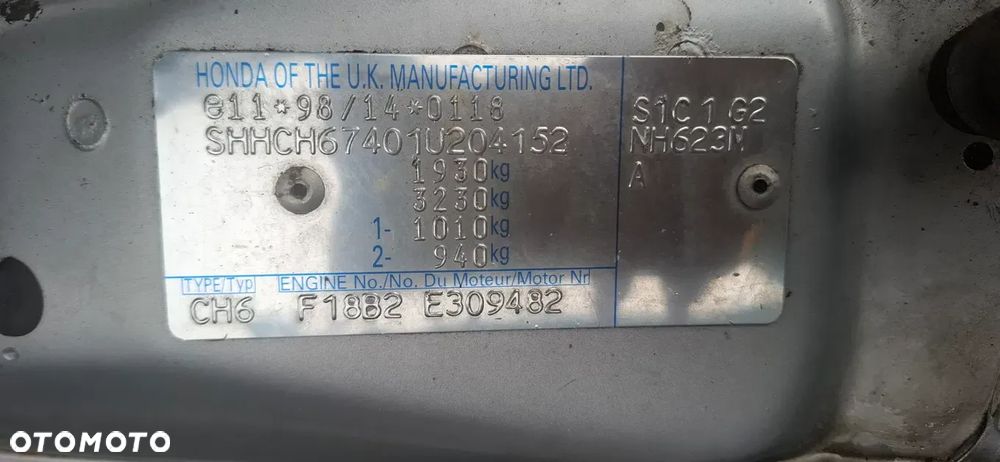 HONDA OF THE U.K. MANUFACTURING LTD.
e11*98/14*0118
SHHCH67401U204152
1930kg
3230kg
1- 1010kg
2- 940kg
TYPE/Typ ENGINE No./No. Du Moteur/Motor Nr
CH6 F18B2 E309482
S1C 1 G2
NH623M
A
OTOMOTO